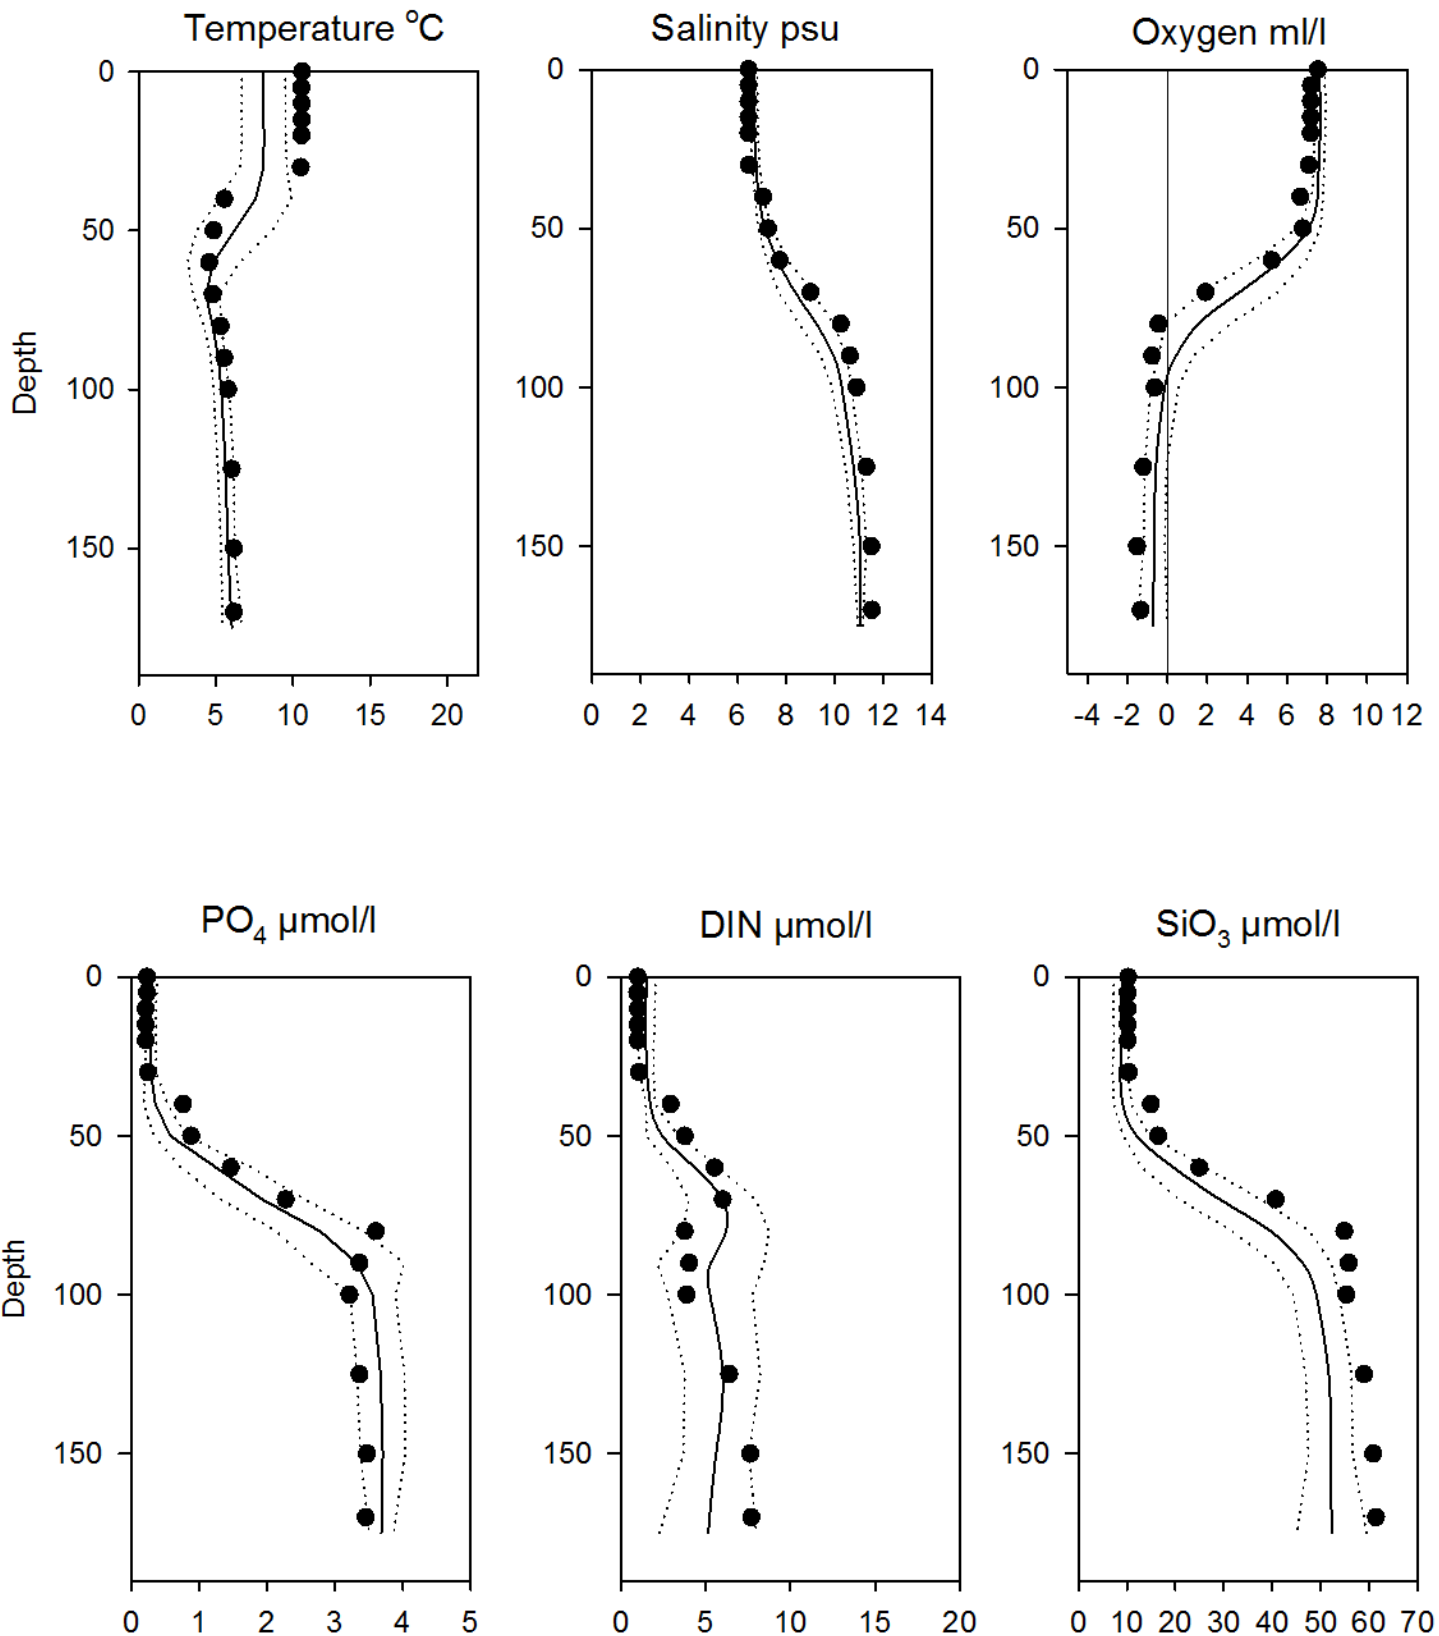 Temperature °C
Salinity psu
Oxygen ml/l
0
50
100
150
Depth
0 5 10 15 20
0
50
100
150
0 2 4 6 8 10 12 14
0
50
100
150
-4 -2 0 2 4 6 8 10 12
PO₄ µmol/l
DIN µmol/l
SiO₃ µmol/l
0
50
100
150
Depth
0 1 2 3 4 5
0
50
100
150
0 5 10 15 20
0
50
100
150
0 10 20 30 40 50 60 70